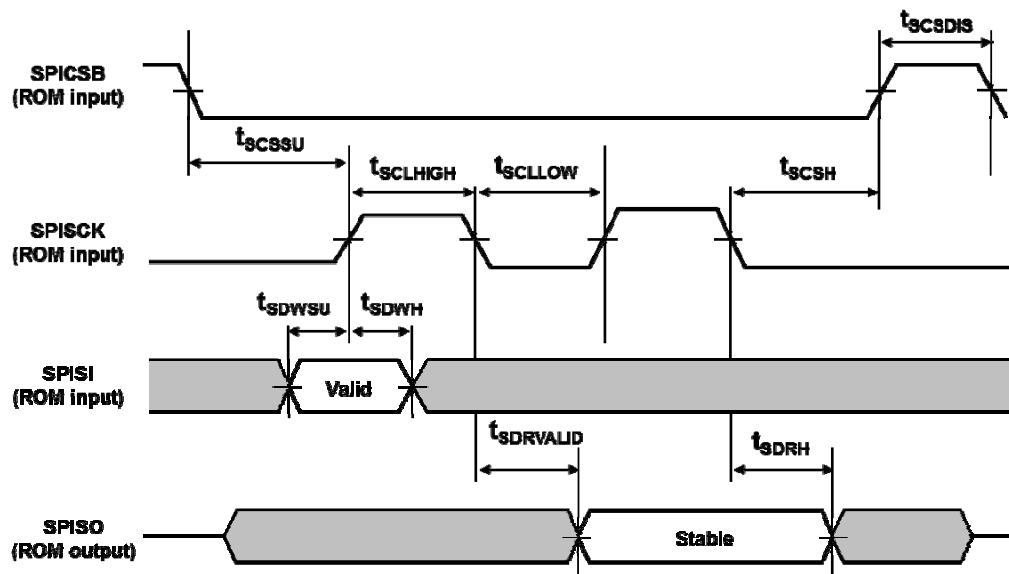 tSCSDIS
SPICSB
(ROM input)
tSCSSU
tSCLHIGH
tSCLLOW
tSCSH
SPISCK
(ROM input)
tSDWSU
tSDWH
SPISI
(ROM input)
Valid
tSDRVALID
tSDRH
SPISO
(ROM output)
Stable